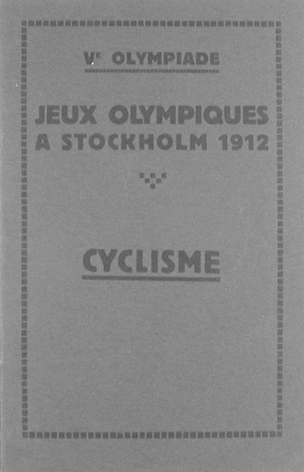 Ve OLYMPIADE
JEUX OLYMPIQUES
A STOCKHOLM 1912
CYCLISME